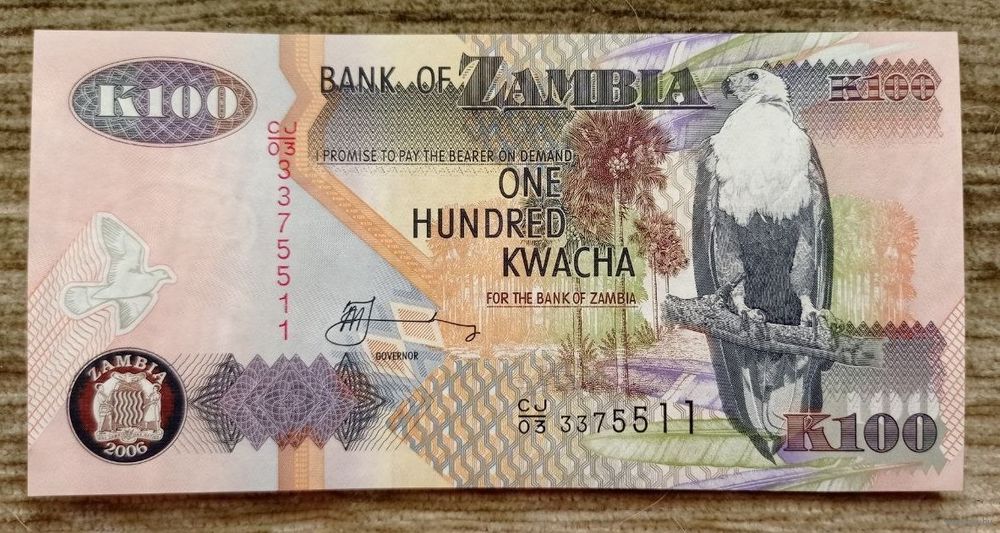 K100
BANK OF ZAMBIA
K100
CJ/03 3375511
I PROMISE TO PAY THE BEARER ON DEMAND
ONE
HUNDRED
KWACHA
FOR THE BANK OF ZAMBIA
GOVERNOR
ZAMBIA
2006
CJ/03 3375511
K100